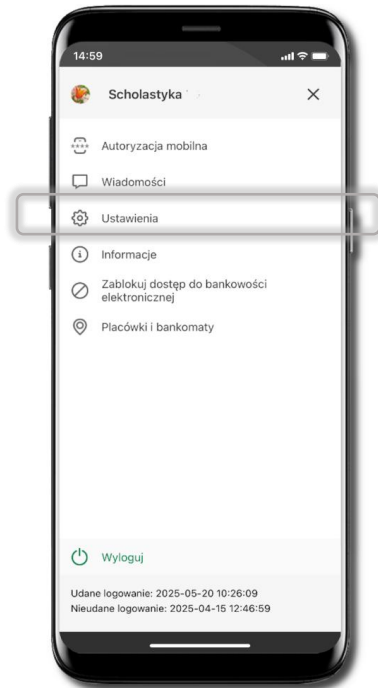 14:59
Scholastyka
Autoryzacja mobilna
Wiadomości
Ustawienia
Informacje
Zablokuj dostęp do bankowości
elektronicznej
Placówki i bankomaty
Wyloguj
Udane logowanie: 2025-05-20 10:26:09
Nieudane logowanie: 2025-04-15 12:46:59